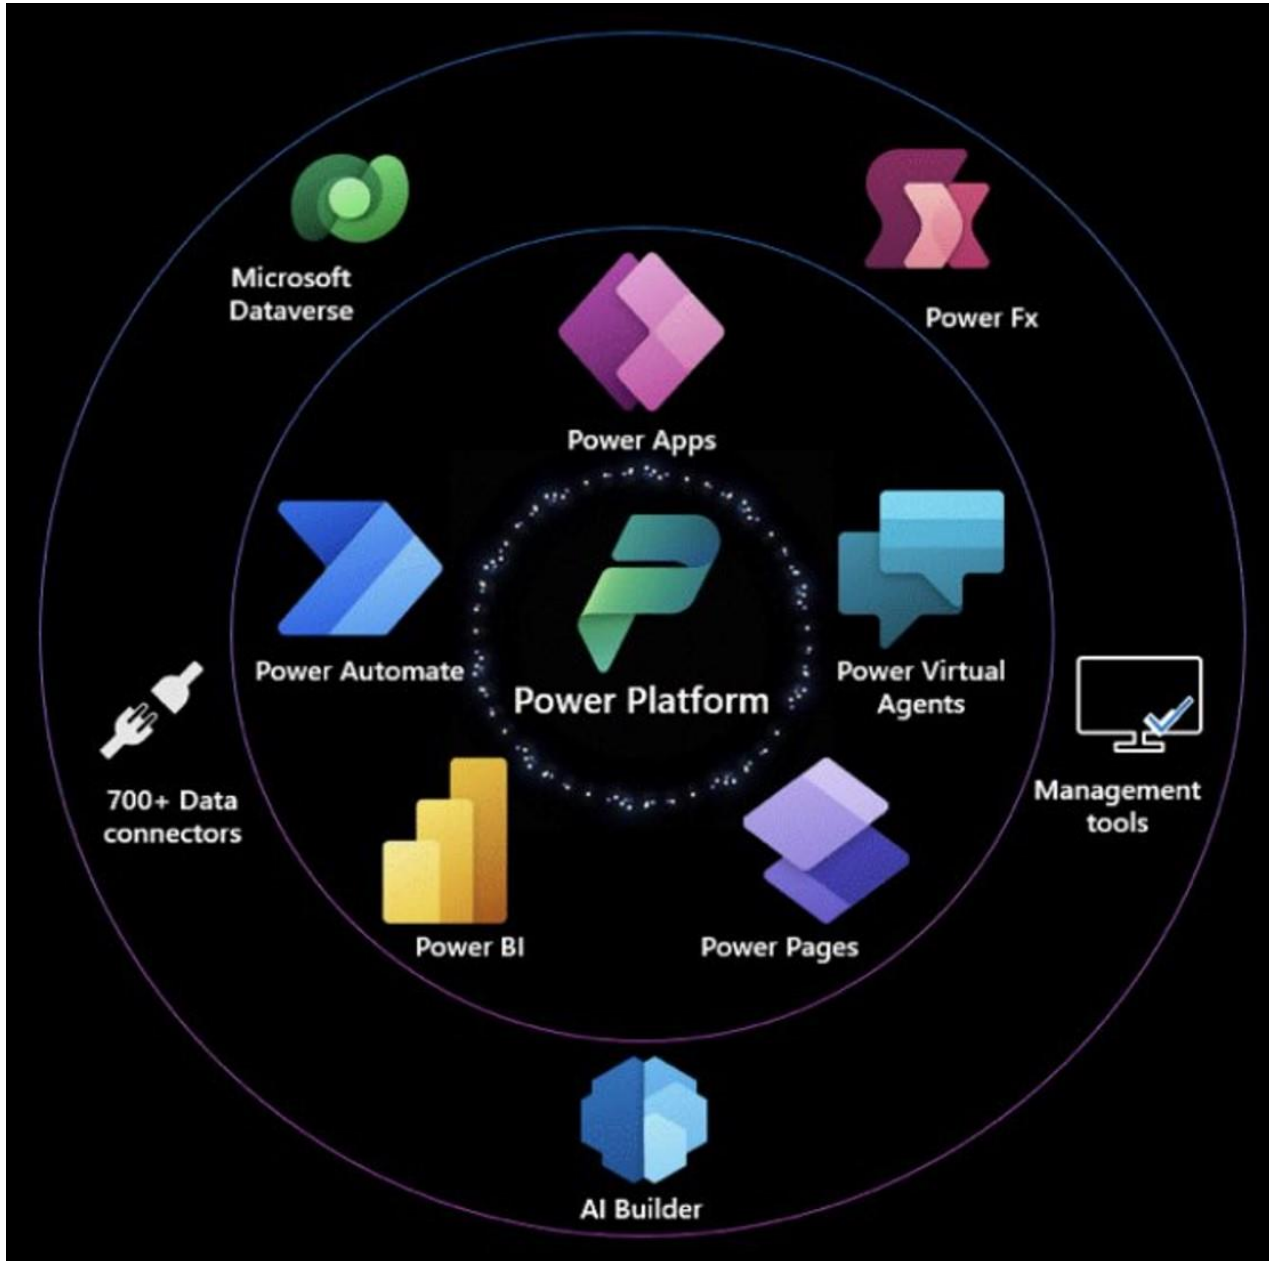 Microsoft
Dataverse
Power Fx
Power Apps
Power Automate
Power Platform
Power Virtual
Agents
700+ Data
connectors
Management
tools
Power BI
Power Pages
AI Builder